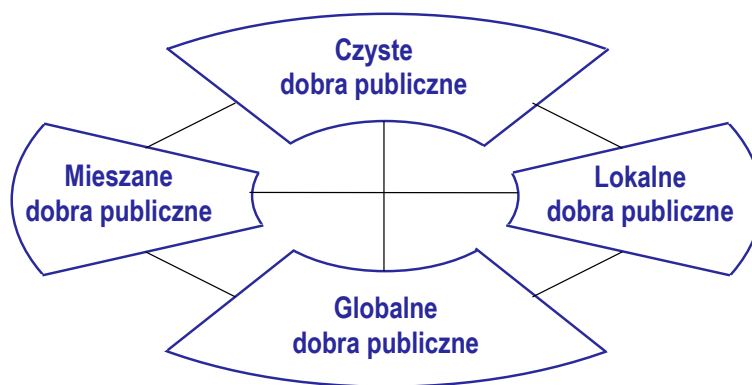 Czyste
dobra publiczne
Mieszane
dobra publiczne
Lokalne
dobra publiczne
Globalne
dobra publiczne